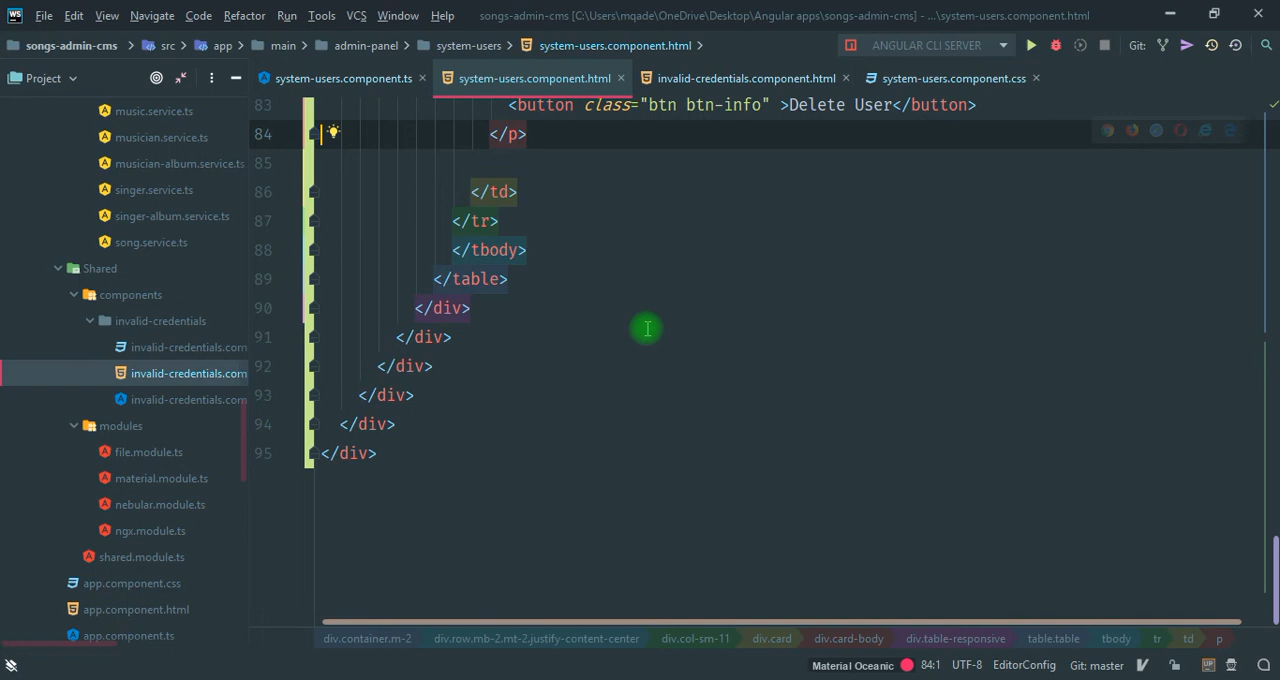 WS File Edit View Navigate Code Refactor Run Tools VCS Window Help songs-admin-cms [C:\Users\mqade\OneDrive\Desktop\Angular apps\songs-admin-cms] - ...\system-users.component.html
songs-admin-cms src app main admin-panel system-users system-users.component.html ANGULAR CLI SERVER Git:
Project system-users.component.ts system-users.component.html invalid-credentials.component.html system-users.component.css
music.service.ts
musician.service.ts
musician-album.service.ts
singer.service.ts
singer-album.service.ts
song.service.ts
Shared
components
invalid-credentials
invalid-credentials.com
invalid-credentials.com
invalid-credentials.com
modules
file.module.ts
material.module.ts
nebular.module.ts
ngx.module.ts
shared.module.ts
app.component.css
app.component.html
app.component.ts
83 <button class="btn btn-info" >Delete User</button>
84 </p>
85
86 </td>
87 </tr>
88 </tbody>
89 </table>
90 </div>
91 </div>
92 </div>
93 </div>
94 </div>
95 </div>
div.container.m-2 div.row.mb-2.mt-2.justify-content-center div.col-sm-11 div.card div.card-body div.table-responsive table.table tbody tr td p
Material Oceanic 84:1 UTF-8 EditorConfig Git: master UP